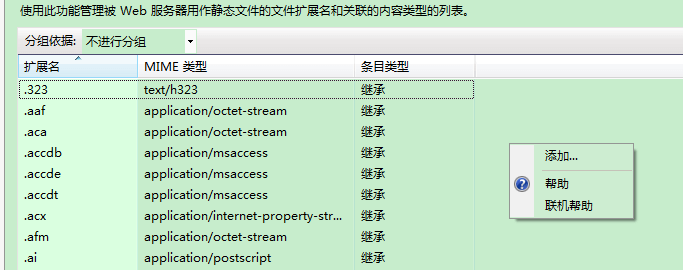 使用此功能管理被 Web 服务器用作静态文件的文件扩展名和关联的内容类型的列表。
分组依据: 不进行分组
扩展名 MIME 类型 条目类型
.323 text/h323 继承
.aaf application/octet-stream 继承
.aca application/octet-stream 继承
.accdb application/msaccess 继承
.accde application/msaccess 继承
.accdt application/msaccess 继承
.acx application/internet-property-str... 继承
.afm application/octet-stream 继承
.ai application/postscript 继承
添加...
帮助
联机帮助